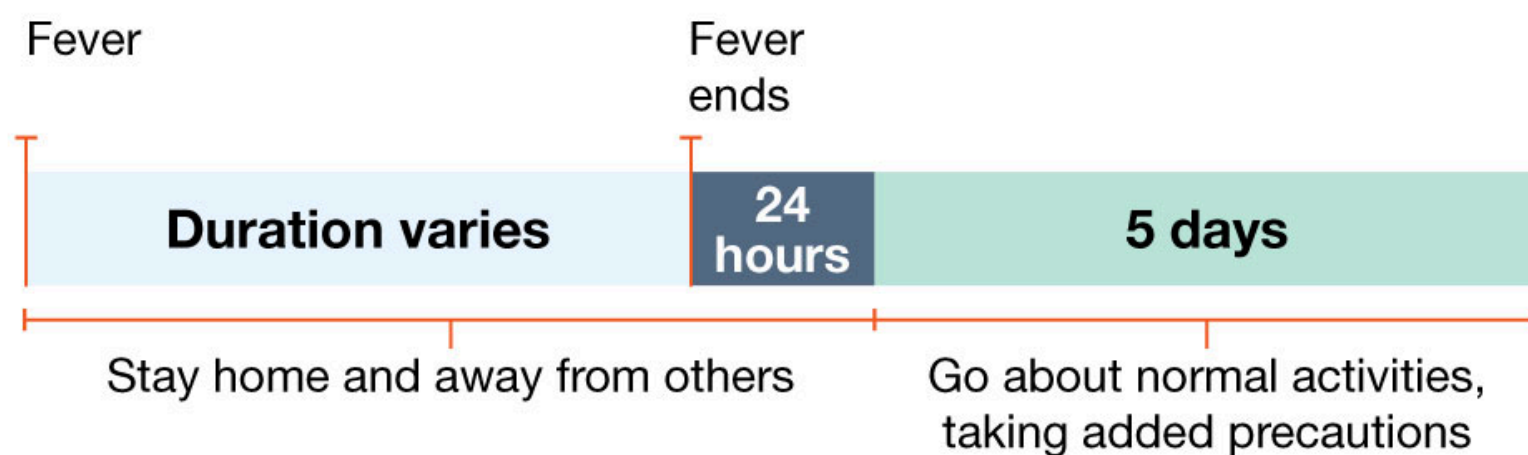 Fever
Fever
ends
Duration varies
24
hours
5 days
Stay home and away from others
Go about normal activities,
taking added precautions